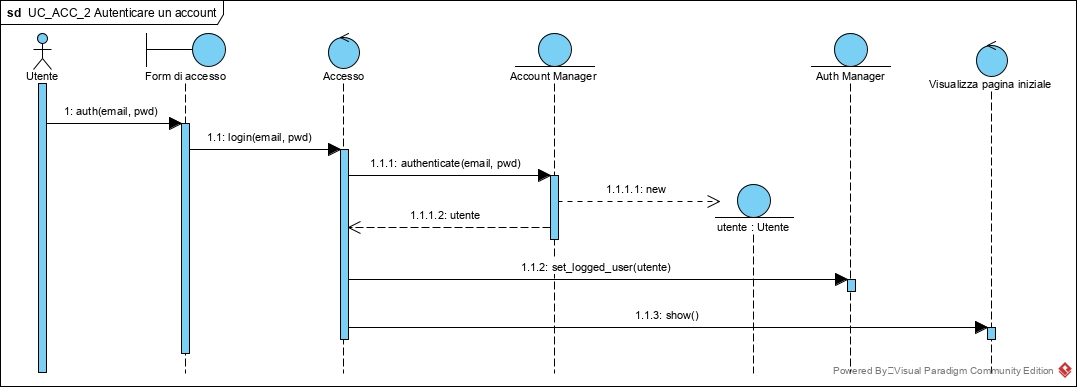 sd UC_ACC_2 Autenticare un account
Utente
Form di accesso
Accesso
Account Manager
Auth Manager
Visualizza pagina iniziale
1: auth(email, pwd)
1.1: login(email, pwd)
1.1.1: authenticate(email, pwd)
1.1.1.1: new
1.1.1.2: utente
utente : Utente
1.1.2: set_logged_user(utente)
1.1.3: show()
Powered By Visual Paradigm Community Edition